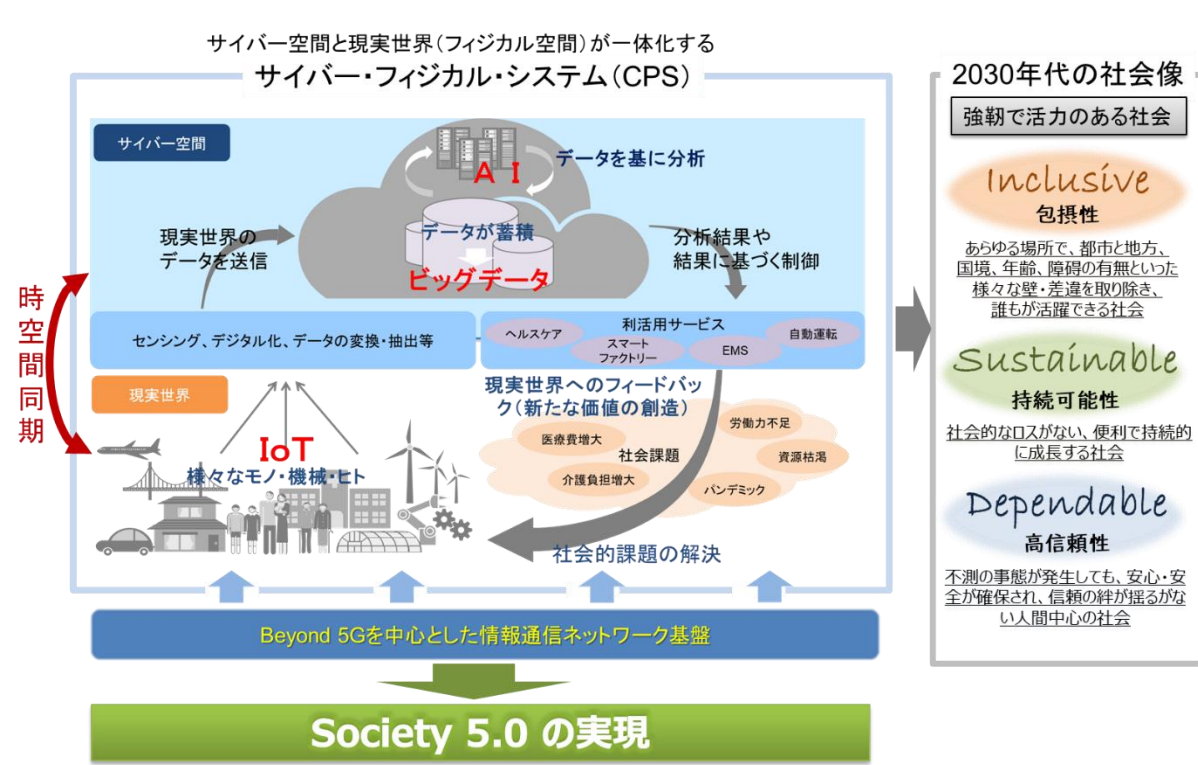 サイバー空間と現実世界（フィジカル空間）が一体化する
サイバー・フィジカル・システム（CPS）
サイバー空間
AI
データを基に分析
データが蓄積
ビッグデータ
現実世界の
データを送信
分析結果や
結果に基づく制御
時空間同期
センシング、デジタル化、データの変換・抽出等
利活用サービス
ヘルスケア
スマート
ファクトリー
EMS
自動運転
現実世界
IoT
様々なモノ・機械・ヒト
現実世界へのフィードバッ
ク（新たな価値の創造）
社会課題
医療費増大
介護負担増大
労働力不足
資源枯渇
パンデミック
社会的課題の解決
Beyond 5Gを中心とした情報通信ネットワーク基盤
Society 5.0 の実現
2030年代の社会像
強靭で活力のある社会
Inclusive
包摂性
あらゆる場所で、都市と地方、
国境、年齢、障碍の有無といった
様々な壁・差違を取り除き、
誰もが活躍できる社会
Sustainable
持続可能性
社会的なロスがない、便利で持続的
に成長する社会
Dependable
高信頼性
不測の事態が発生しても、安心・安
全が確保され、信頼の絆が揺るがな
い人間中心の社会